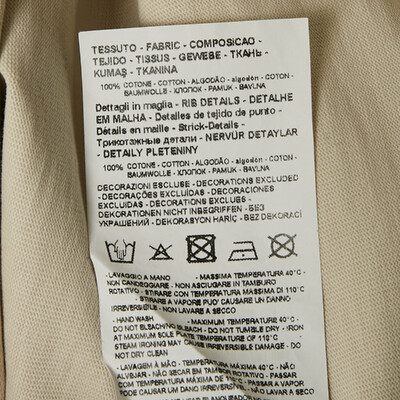 TESSUTO - FABRIC - COMPOSICAO -
TEJIDO - TISSUS - GEWEBE - ТКАНЬ -
KUMAŞ - TKANINA
100% COTONE - COTTON - ALGODÃO - algodón - COTON -
BAUMWOLLE - ХЛОПОК - PAMUK - BAVLNA
Dettagli in maglia - RIB DETAILS - DETALHE
EM MALHA - Detalles de tejido de punto -
Détails en maille - Strick-Details -
Трикотажные детали - NERVÜR DETAYLAR
- DETAILY PLETENINY
100% COTONE - COTTON - ALGODÃO - algodón - COTON -
BAUMWOLLE - ХЛОПОК - PAMUK - BAVLNA
DECORAZIONI ESCLUSE - DECORATIONS EXCLUDED
- DECORAÇÕES EXCLUÍDAS - DECORACIONES
EXCLUIDAS - DECORATIONS EXCLUES -
DEKORATIONEN NICHT INBEGRIFFEN - БЕЗ
УКРАШЕНИЙ - DEKORASYON HARİÇ - BEZ DEKORACÍ
- LAVAGGIO A MANO - MASSIMA TEMPERATURA 40°C -
NON CANDEGGIARE - NON ASCIUGARE IN TAMBURO
ROTATIVO - STIRARE CON TEMPERATURA MASSIMA DI 110°C
- STIRARE A VAPORE PUO' CAUSARE UN DANNO
IRREVERSIBILE - NON LAVARE A SECCO
- HAND WASH - MAXIMUM TEMPERATURE 40°C -
DO NOT BLEACHING BLEACH - DO NOT TUMBLE DRY - IRON
AT MAXIMUM SOLE PLATE TEMPERATURE OF 110°C
STEAM IRONING MAY CAUSE IRREVERSIBLE DAMAGE - DO
NOT DRY CLEAN
- LAVAGEM À MÃO - TEMPERATURA MÁXIMA 40°C - NÃO
ALVEJAR - NÃO SECAR EM TAMBOR ROTATIVO - PASSAR
COM TEMPERATURA MÁXIMA DE 110°C - PASSAR A VAPOR
PODE CAUSAR DANOS IRREVERSÍVEIS - NÃO